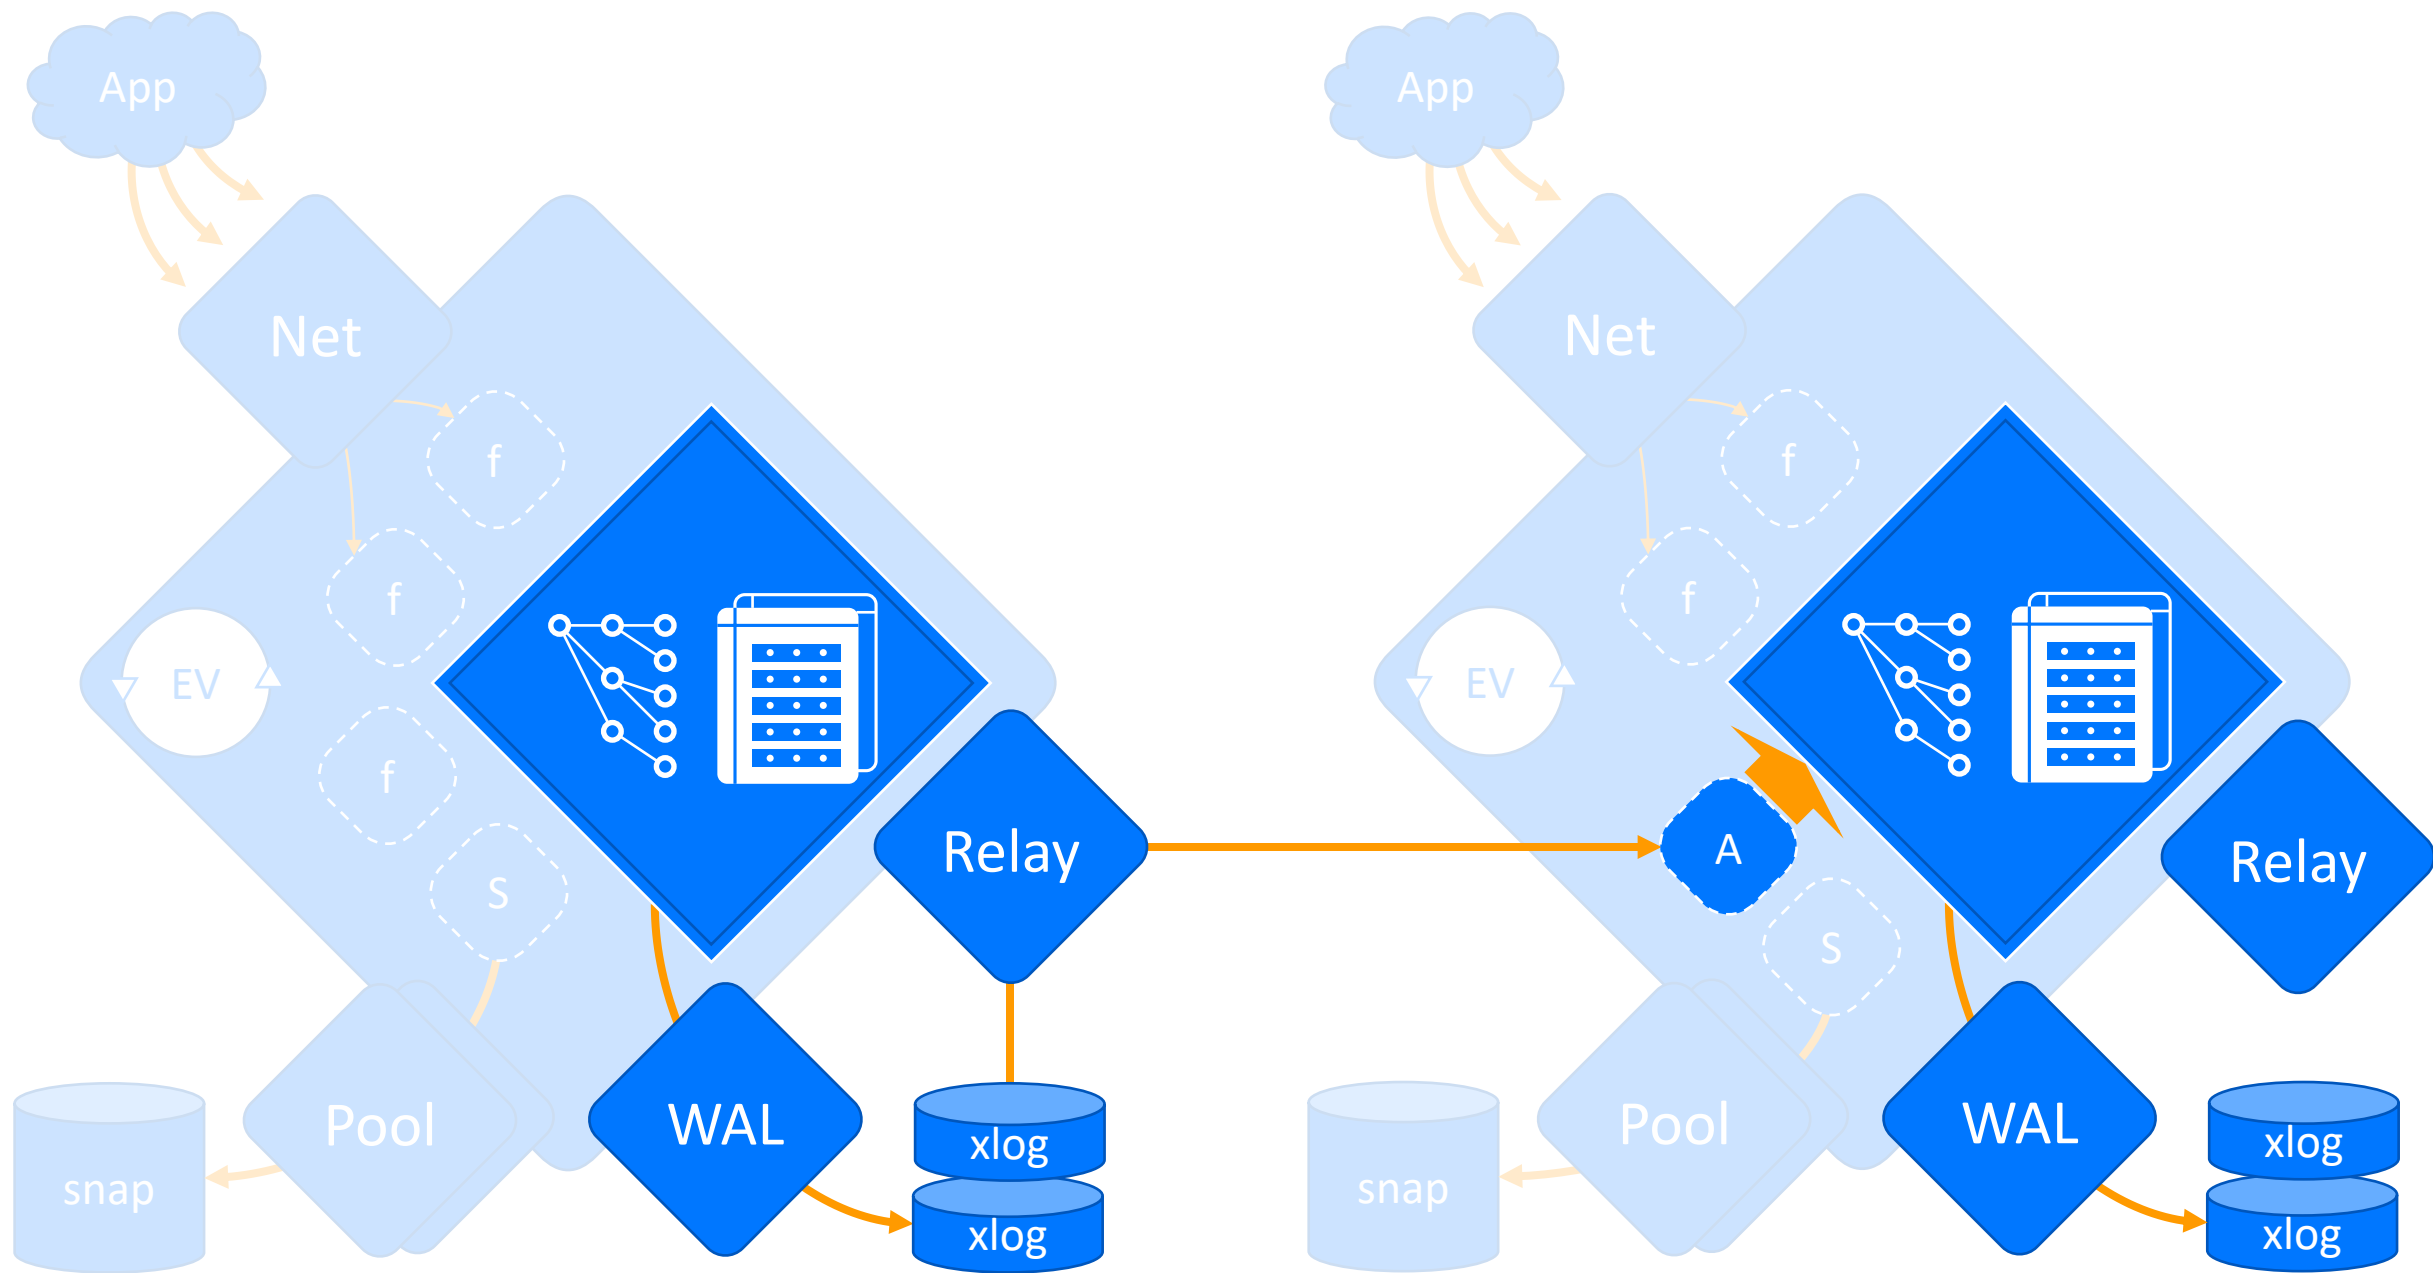 App
Net
f
f
EV
f
S
Relay
Pool
WAL
snap
xlog
xlog
App
Net
f
f
EV
A
S
Relay
Pool
WAL
snap
xlog
xlog